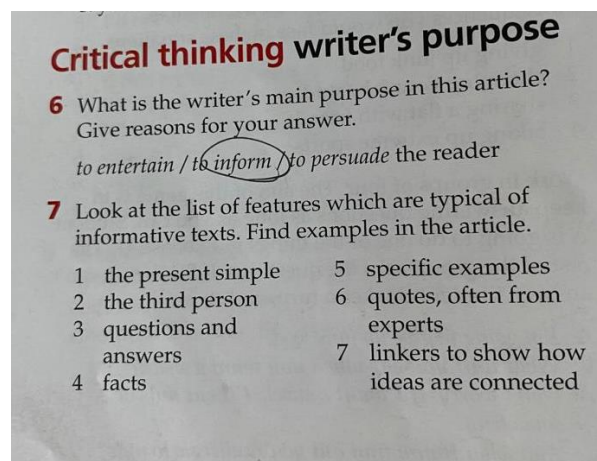 Critical thinking writer's purpose
6 What is the writer's main purpose in this article?
Give reasons for your answer.
to entertain / to inform / to persuade the reader
7 Look at the list of features which are typical of
informative texts. Find examples in the article.
1 the present simple
2 the third person
3 questions and
answers
4 facts
5 specific examples
6 quotes, often from
experts
7 linkers to show how
ideas are connected